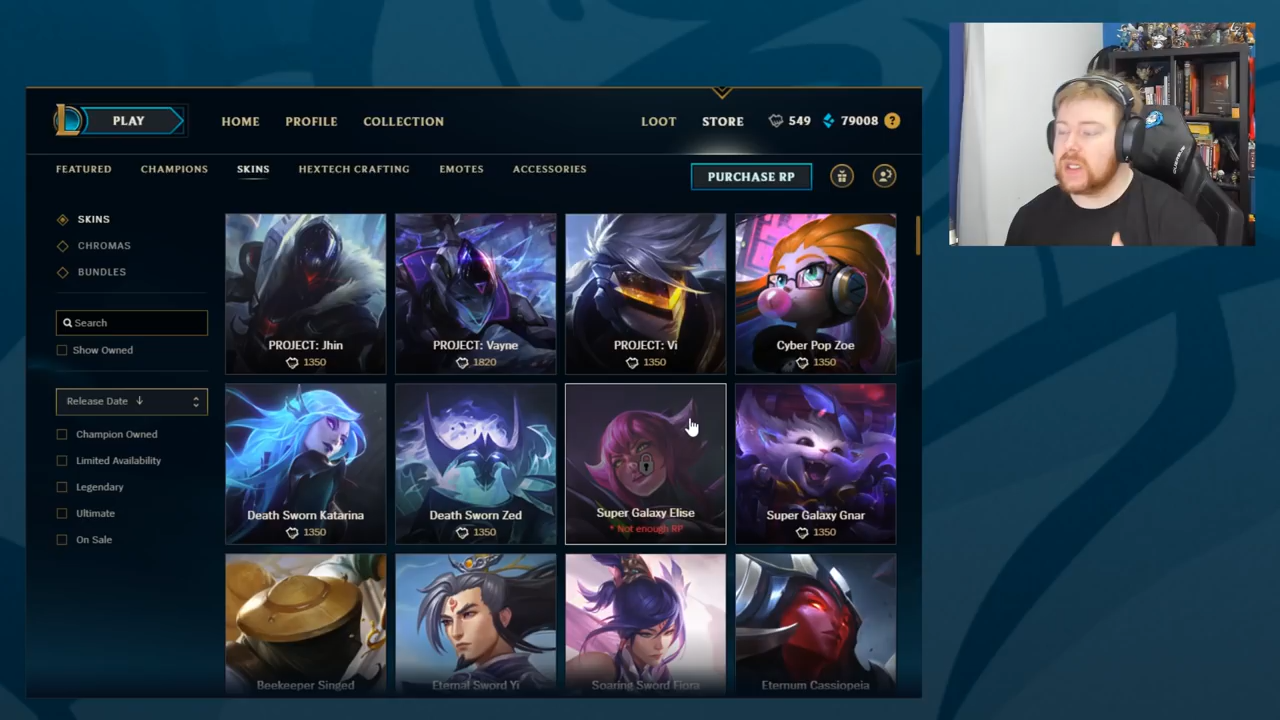 PLAY
HOME
PROFILE
COLLECTION
LOOT
STORE
549
79008
?
FEATURED
CHAMPIONS
SKINS
HEXTECH CRAFTING
EMOTES
ACCESSORIES
PURCHASE RP
SKINS
CHROMAS
BUNDLES
Search
Show Owned
Release Date ↓
Champion Owned
Limited Availability
Legendary
Ultimate
On Sale
PROJECT: Jhin
1350
PROJECT: Vayne
1820
PROJECT: Vi
1350
Cyber Pop Zoe
1350
Death Sworn Katarina
1350
Death Sworn Zed
1350
Super Galaxy Elise
* Not enough RP
Super Galaxy Gnar
1350
Beekeeper Singed
Eternal Sword Yi
Soaring Sword Fiora
Eternum Cassiopeia